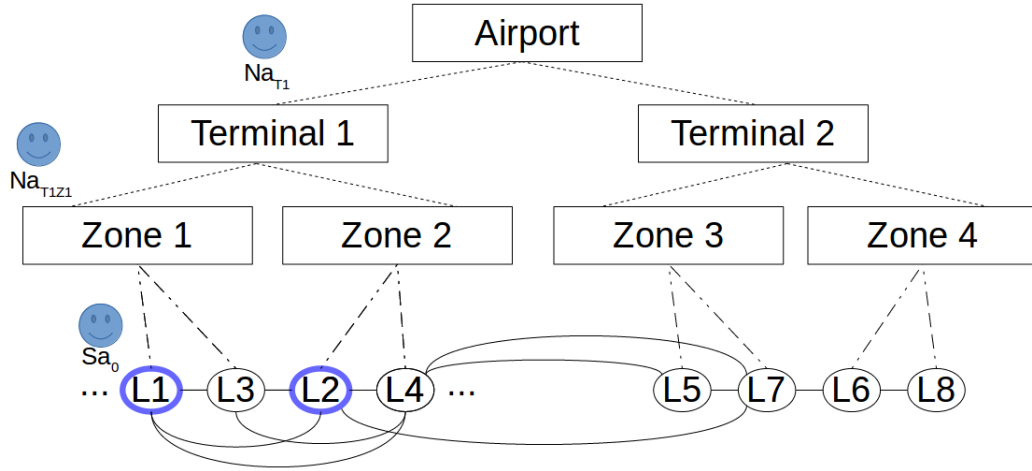 Airport
Na_T1
Terminal 1 Terminal 2
Na_T1Z1
Zone 1 Zone 2 Zone 3 Zone 4
Sa_0
... L1 L3 L2 L4 ... L5 L7 L6 L8